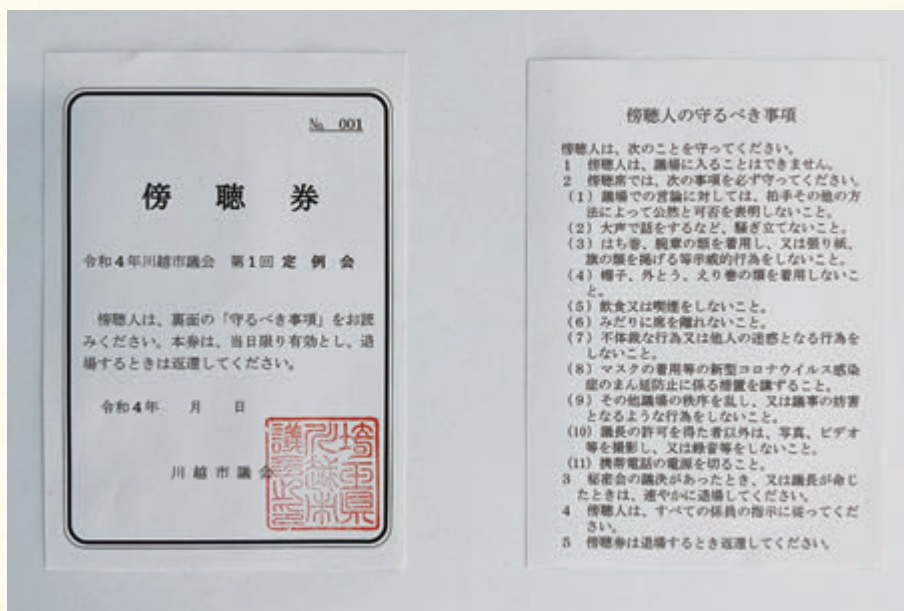 № 001
傍聴券
令和4年川越市議会 第1回 定例会
傍聴人は、裏面の「守るべき事項」をお読
みください。本券は、当日限り有効とし、退
場するときは返還してください。
令和4年 月 日
川越市議会
埼玉県
川越市
議会之印
傍聴人の守るべき事項
傍聴人は、次のことを守ってください。
1 傍聴人は、議場に入ることはできません。
2 傍聴席では、次の事項を必ず守ってください。
(1) 議場での言論に対しては、拍手その他の方
法によって公然と可否を表明しないこと。
(2) 大声で話をするなど、騒ぎ立てないこと。
(3) はち巻、腕章の類を着用し、又は張り紙、
旗の類を掲げる等示威的行為をしないこと。
(4) 帽子、外とう、えり巻の類を着用しないこ
と。
(5) 飲食又は喫煙をしないこと。
(6) みだりに席を離れないこと。
(7) 不体裁な行為又は他人の迷惑となる行為を
しないこと。
(8) マスクの着用等の新型コロナウイルス感染
症のまん延防止に係る措置を講ずること。
(9) その他議場の秩序を乱し、又は議事の妨害
となるような行為をしないこと。
(10) 議長の許可を得た者以外は、写真、ビデオ
等を撮影し、又は録音等をしないこと。
(11) 携帯電話の電源を切ること。
3 秘密会の議決があったとき、又は議長が命じ
たときは、速やかに退場してください。
4 傍聴人は、すべての係員の指示に従ってくだ
さい。
5 傍聴券は退場するとき返還してください。